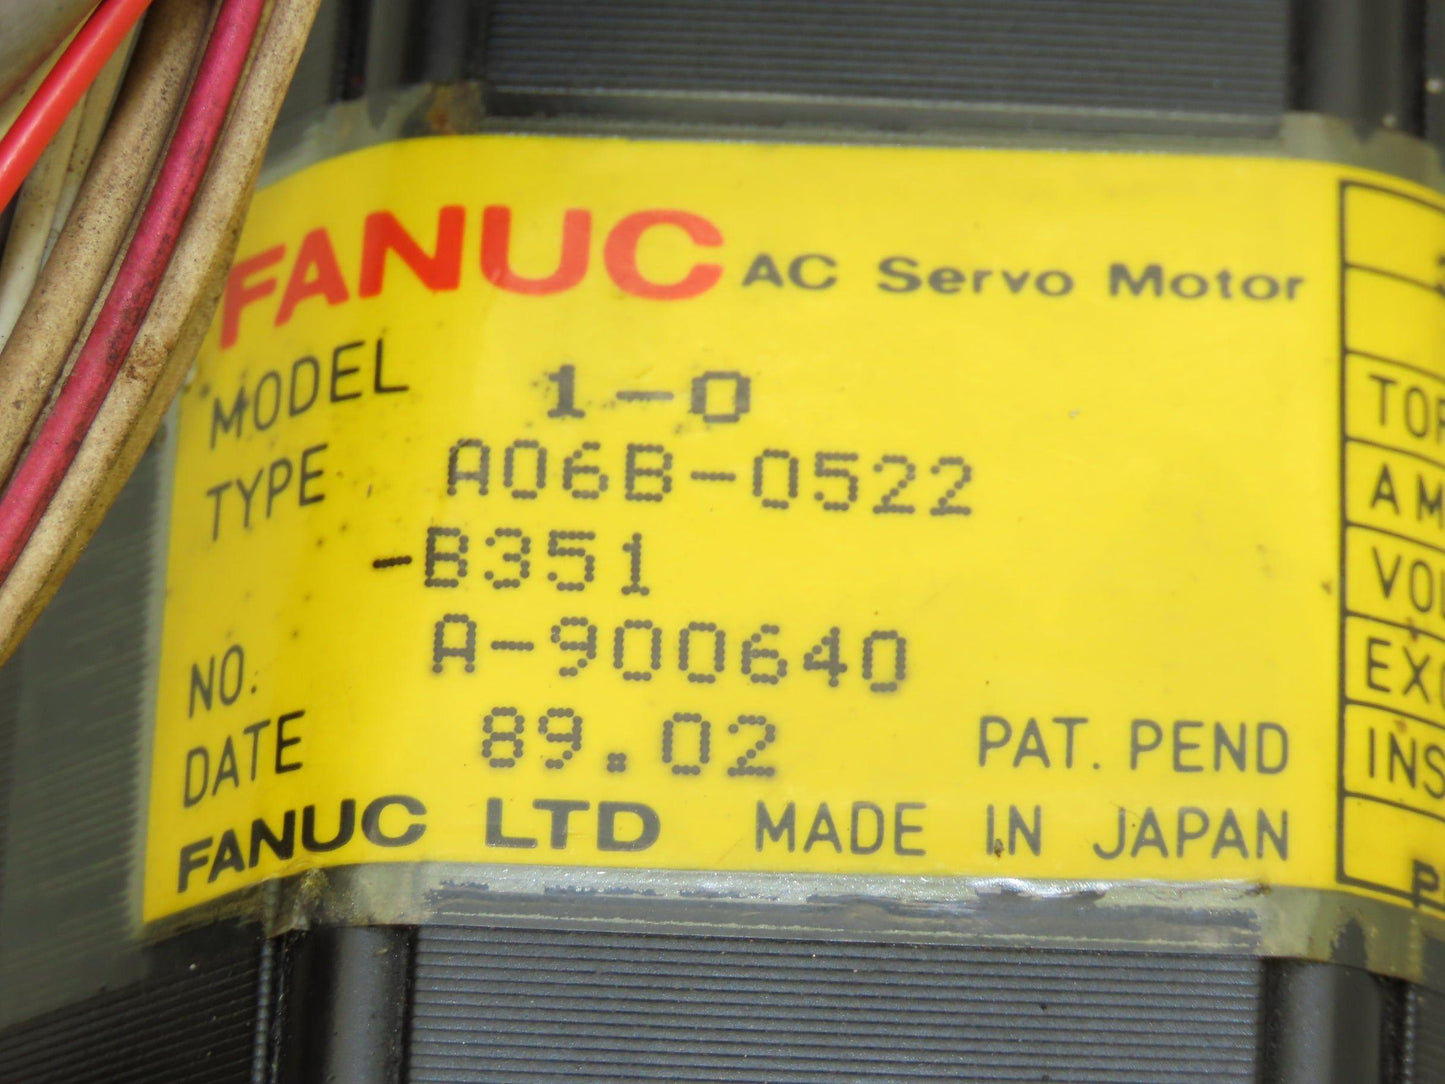 FANUC AC Servo Motor
MODEL 1-0
TYPE A06B-0522
-B351
NO. A-900640
DATE 89.02 PAT. PEND
FANUC LTD MADE IN JAPAN